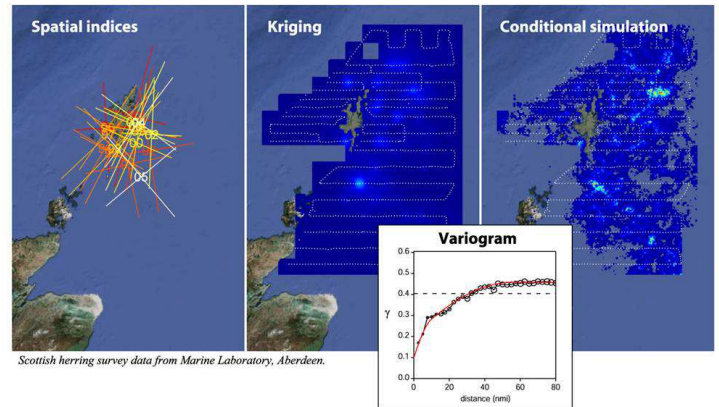 Spatial indices
Kriging
Conditional simulation
05
Variogram
0.6
0.5
0.4
γ
0.3
0.2
0.1
0.0
0 20 40 60 80
distance (nmi)
Scottish herring survey data from Marine Laboratory, Aberdeen.